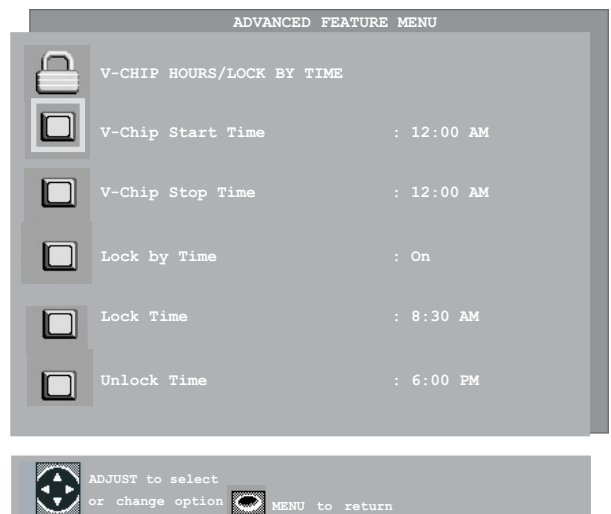 ADVANCED FEATURE MENU
V-CHIP HOURS/LOCK BY TIME
V-Chip Start Time : 12:00 AM
V-Chip Stop Time : 12:00 AM
Lock by Time : On
Lock Time : 8:30 AM
Unlock Time : 6:00 PM
ADJUST to select
or change option MENU to return